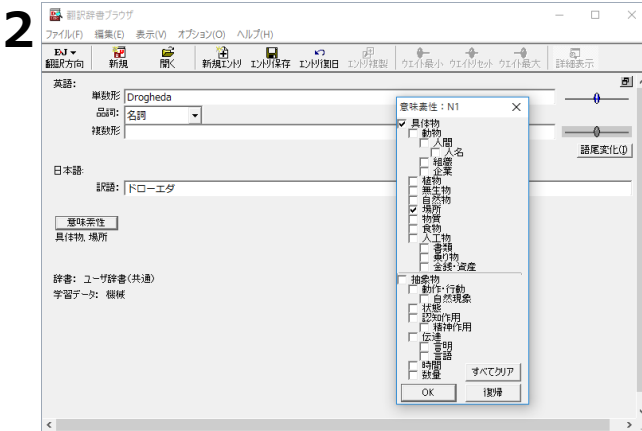 2
翻訳辞書ブラウザ
ファイル(F) 編集(E) 表示(V) オプション(O) ヘルプ(H)
E\J
翻訳方向 新規 開く 新規エントリ エントリ保存 エントリ復旧 エントリ複製 ウエイト最小 ウエイトリセット ウエイト最大 詳細表示
英語:
単数形 Drogheda
品詞: 名詞
複数形
語尾変化(I)
日本語:
訳語: ドローエダ
意味素性
具体物, 場所
辞書: ユーザ辞書(共通)
学習データ: 機械
意味素性：N1
具体物
動物
人間
人名
組織
企業
植物
無生物
自然物
場所
物質
食物
人工物
書類
乗り物
金銭・資産
抽象物
動作・行動
自然現象
状態
認知作用
精神作用
伝達
言明
言語
時間
数量
すべてクリア
OK 復帰